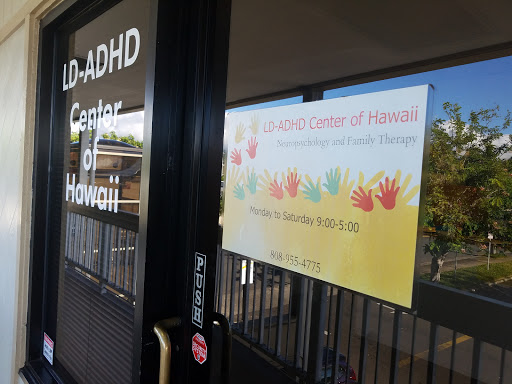 LD-ADHD
Center
of
Hawaii
LD-ADHD Center of Hawaii
Neuropsychology and Family Therapy
Monday to Saturday 9:00-5:00
808-955-4775
PUSH